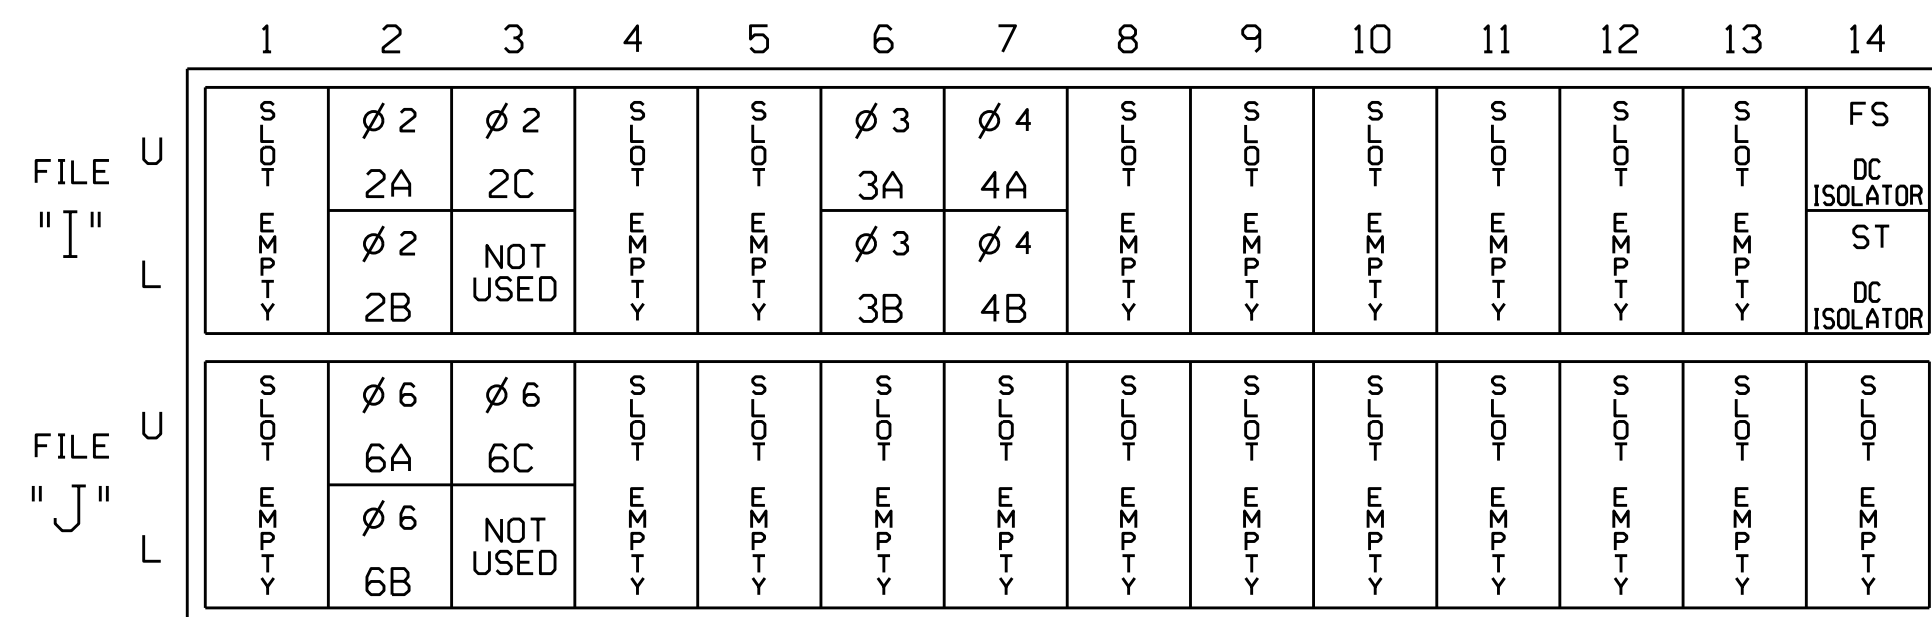 1 2 3 4 5 6 7 8 9 10 11 12 13 14
FILE
"I"
U
L
SLOT EMPTY
Ø 2
2A
Ø 2
2B
Ø 2
2C
NOT
USED
SLOT EMPTY
SLOT EMPTY
Ø 3
3A
Ø 3
3B
Ø 4
4A
Ø 4
4B
SLOT EMPTY
SLOT EMPTY
SLOT EMPTY
SLOT EMPTY
SLOT EMPTY
SLOT EMPTY
FS
DC
ISOLATOR
ST
DC
ISOLATOR
FILE
"J"
U
L
SLOT EMPTY
Ø 6
6A
Ø 6
6B
Ø 6
6C
NOT
USED
SLOT EMPTY
SLOT EMPTY
SLOT EMPTY
SLOT EMPTY
SLOT EMPTY
SLOT EMPTY
SLOT EMPTY
SLOT EMPTY
SLOT EMPTY
SLOT EMPTY
SLOT EMPTY